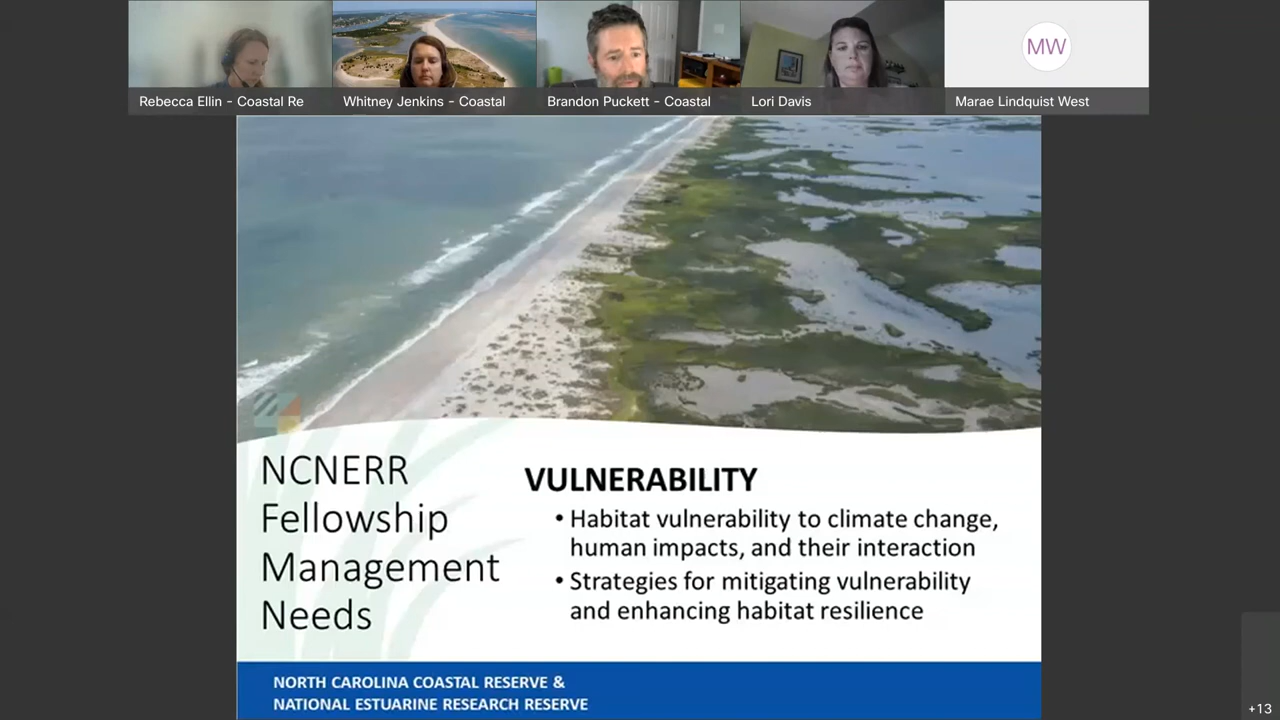 Rebecca Ellin - Coastal Re
Whitney Jenkins - Coastal
Brandon Puckett - Coastal
Lori Davis
MW
Marae Lindquist West
NCNERR
Fellowship
Management
Needs
VULNERABILITY
• Habitat vulnerability to climate change,
human impacts, and their interaction
• Strategies for mitigating vulnerability
and enhancing habitat resilience
NORTH CAROLINA COASTAL RESERVE &
NATIONAL ESTUARINE RESEARCH RESERVE
+13